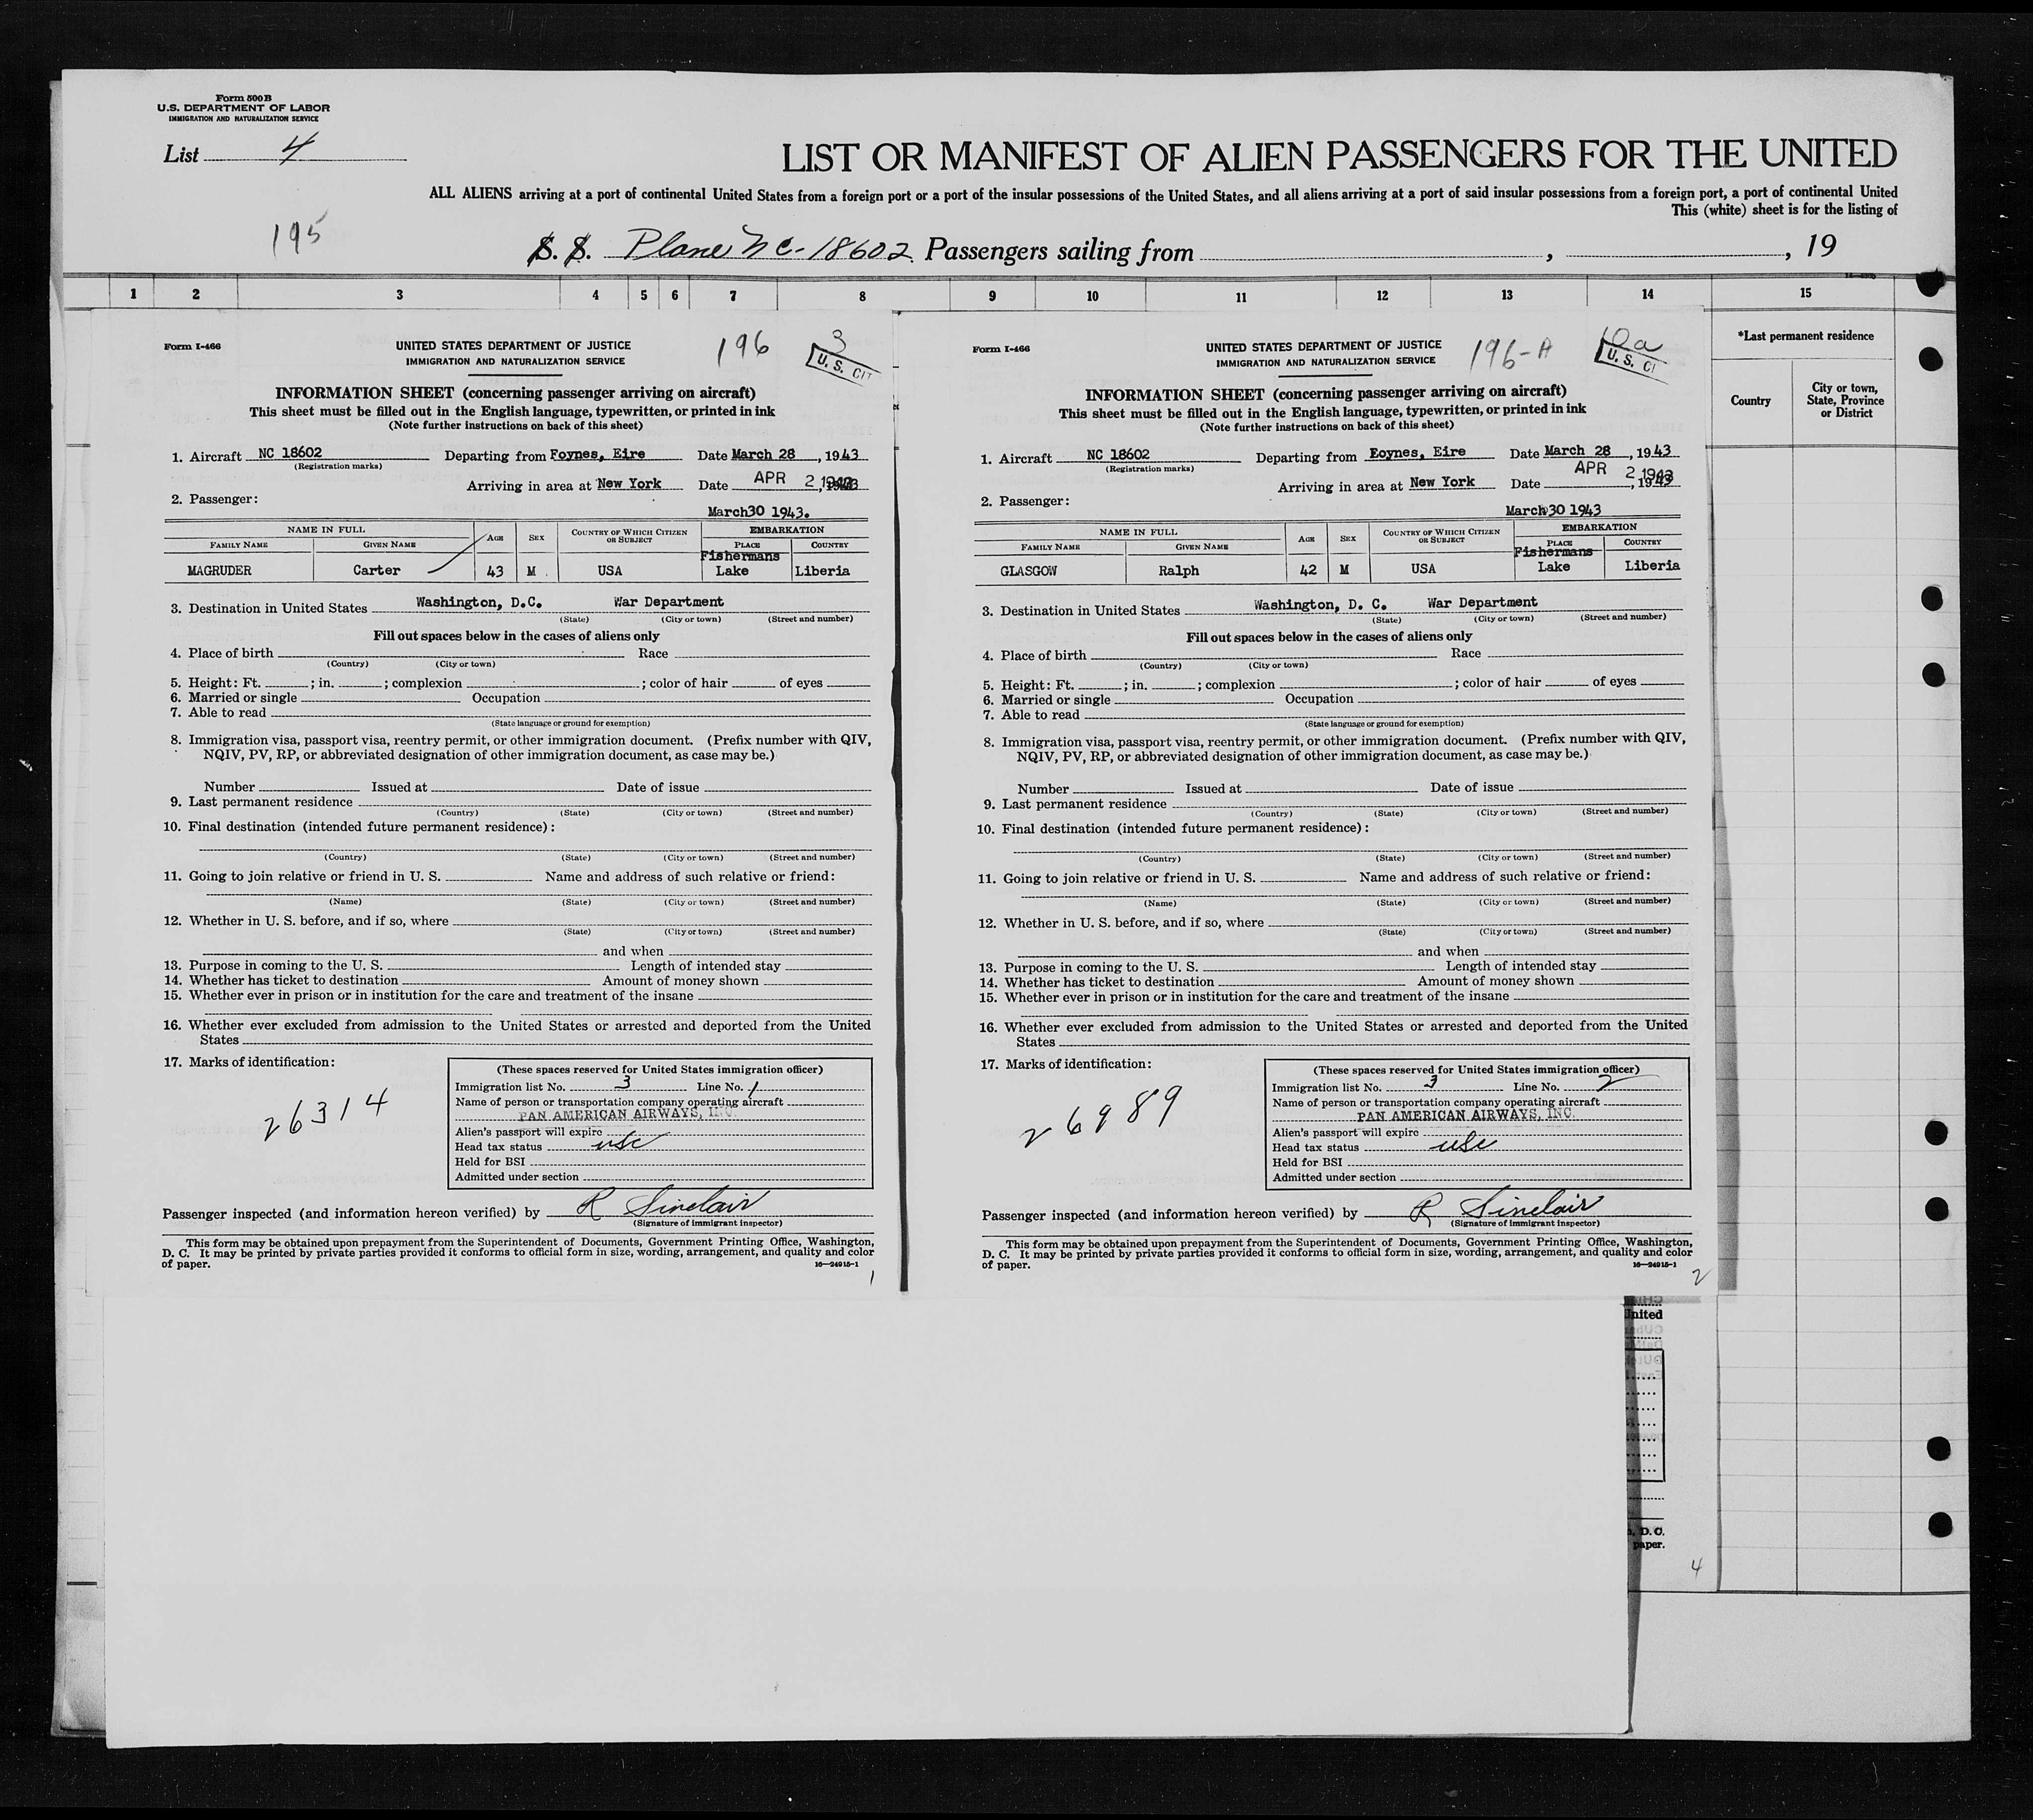 Form 500B
U.S. DEPARTMENT OF LABOR
IMMIGRATION AND NATURALIZATION SERVICE
List 4
LIST OR MANIFEST OF ALIEN PASSENGERS FOR THE UNITED
ALL ALIENS arriving at a port of continental United States from a foreign port or a port of the insular possessions of the United States, and all aliens arriving at a port of said insular possessions from a foreign port, a port of continental United
This (white) sheet is for the listing of
195
S. S. Plane NC-18602 Passengers sailing from , , 19
1 2 3 4 5 6 7 8 9 10 11 12 13 14 15
*Last permanent residence
Country
City or town, State, Province or District
Form I-466
UNITED STATES DEPARTMENT OF JUSTICE
IMMIGRATION AND NATURALIZATION SERVICE
196
3
U. S. CIT
INFORMATION SHEET (concerning passenger arriving on aircraft)
This sheet must be filled out in the English language, typewritten, or printed in ink
(Note further instructions on back of this sheet)
1. Aircraft NC 18602 Departing from Foynes, Eire Date March 28, 1943
(Registration marks)
Arriving in area at New York Date APR 2 1943
2. Passenger:
March30 1943.
NAME IN FULL AGE SEX COUNTRY OF WHICH CITIZEN OR SUBJECT EMBARKATION
FAMILY NAME GIVEN NAME PLACE COUNTRY
Fishermans
MAGRUDER Carter 43 M USA Lake Liberia
3. Destination in United States Washington, D.C. War Department
(State) (City or town) (Street and number)
Fill out spaces below in the cases of aliens only
4. Place of birth Race
(Country) (City or town)
5. Height: Ft. ; in. ; complexion ; color of hair of eyes
6. Married or single Occupation
7. Able to read
(State language or ground for exemption)
8. Immigration visa, passport visa, reentry permit, or other immigration document. (Prefix number with QIV,
NQIV, PV, RP, or abbreviated designation of other immigration document, as case may be.)
Number Issued at Date of issue
9. Last permanent residence
(Country) (State) (City or town) (Street and number)
10. Final destination (intended future permanent residence):
(Country) (State) (City or town) (Street and number)
11. Going to join relative or friend in U. S. Name and address of such relative or friend:
(Name) (State) (City or town) (Street and number)
12. Whether in U. S. before, and if so, where
(State) (City or town) (Street and number)
and when
13. Purpose in coming to the U. S. Length of intended stay
14. Whether has ticket to destination Amount of money shown
15. Whether ever in prison or in institution for the care and treatment of the insane
16. Whether ever excluded from admission to the United States or arrested and deported from the United
States
17. Marks of identification:
26314
(These spaces reserved for United States immigration officer)
Immigration list No. 3 Line No. 1
Name of person or transportation company operating aircraft
PAN AMERICAN AIRWAYS, INC.
Alien's passport will expire
Head tax status usc
Held for BSI
Admitted under section
Passenger inspected (and information hereon verified) by R Sinclair
(Signature of immigrant inspector)
This form may be obtained upon prepayment from the Superintendent of Documents, Government Printing Office, Washington,
D. C. It may be printed by private parties provided it conforms to official form in size, wording, arrangement, and quality and color
of paper. 16—24915-1
1
Form I-466
UNITED STATES DEPARTMENT OF JUSTICE
IMMIGRATION AND NATURALIZATION SERVICE
196-A
10a
U. S. CI
INFORMATION SHEET (concerning passenger arriving on aircraft)
This sheet must be filled out in the English language, typewritten, or printed in ink
(Note further instructions on back of this sheet)
1. Aircraft NC 18602 Departing from Eoynes, Eire Date March 28, 1943
(Registration marks)
Arriving in area at New York Date APR 2 1943
2. Passenger:
March30 1943
NAME IN FULL AGE SEX COUNTRY OF WHICH CITIZEN OR SUBJECT EMBARKATION
FAMILY NAME GIVEN NAME PLACE COUNTRY
Fishermans
GLASGOW Ralph 42 M USA Lake Liberia
3. Destination in United States Washington, D. C. War Department
(State) (City or town) (Street and number)
Fill out spaces below in the cases of aliens only
4. Place of birth Race
(Country) (City or town)
5. Height: Ft. ; in. ; complexion ; color of hair of eyes
6. Married or single Occupation
7. Able to read
(State language or ground for exemption)
8. Immigration visa, passport visa, reentry permit, or other immigration document. (Prefix number with QIV,
NQIV, PV, RP, or abbreviated designation of other immigration document, as case may be.)
Number Issued at Date of issue
9. Last permanent residence
(Country) (State) (City or town) (Street and number)
10. Final destination (intended future permanent residence):
(Country) (State) (City or town) (Street and number)
11. Going to join relative or friend in U. S. Name and address of such relative or friend:
(Name) (State) (City or town) (Street and number)
12. Whether in U. S. before, and if so, where
(State) (City or town) (Street and number)
and when
13. Purpose in coming to the U. S. Length of intended stay
14. Whether has ticket to destination Amount of money shown
15. Whether ever in prison or in institution for the care and treatment of the insane
16. Whether ever excluded from admission to the United States or arrested and deported from the United
States
17. Marks of identification:
26989
(These spaces reserved for United States immigration officer)
Immigration list No. 3 Line No. 2
Name of person or transportation company operating aircraft
PAN AMERICAN AIRWAYS, INC.
Alien's passport will expire
Head tax status usc
Held for BSI
Admitted under section
Passenger inspected (and information hereon verified) by R Sinclair
(Signature of immigrant inspector)
This form may be obtained upon prepayment from the Superintendent of Documents, Government Printing Office, Washington,
D. C. It may be printed by private parties provided it conforms to official form in size, wording, arrangement, and quality and color
of paper. 16—24915-1
2
United
D. C.
paper.
4